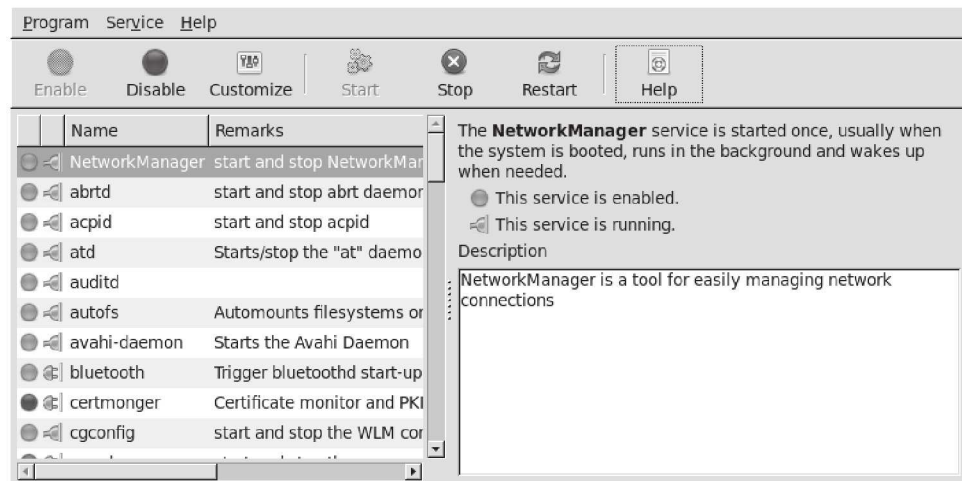 Program Service Help
Enable Disable Customize Start Stop Restart Help
Name Remarks
NetworkManager start and stop NetworkMar
abrtd start and stop abrt daemor
acpid start and stop acpid
atd Starts/stop the "at" daemo
auditd
autofs Automounts filesystems or
avahi-daemon Starts the Avahi Daemon
bluetooth Trigger bluetoothd start-up
certmonger Certificate monitor and PKI
cgconfig start and stop the WLM cor
The NetworkManager service is started once, usually when
the system is booted, runs in the background and wakes up
when needed.
This service is enabled.
This service is running.
Description
NetworkManager is a tool for easily managing network
connections